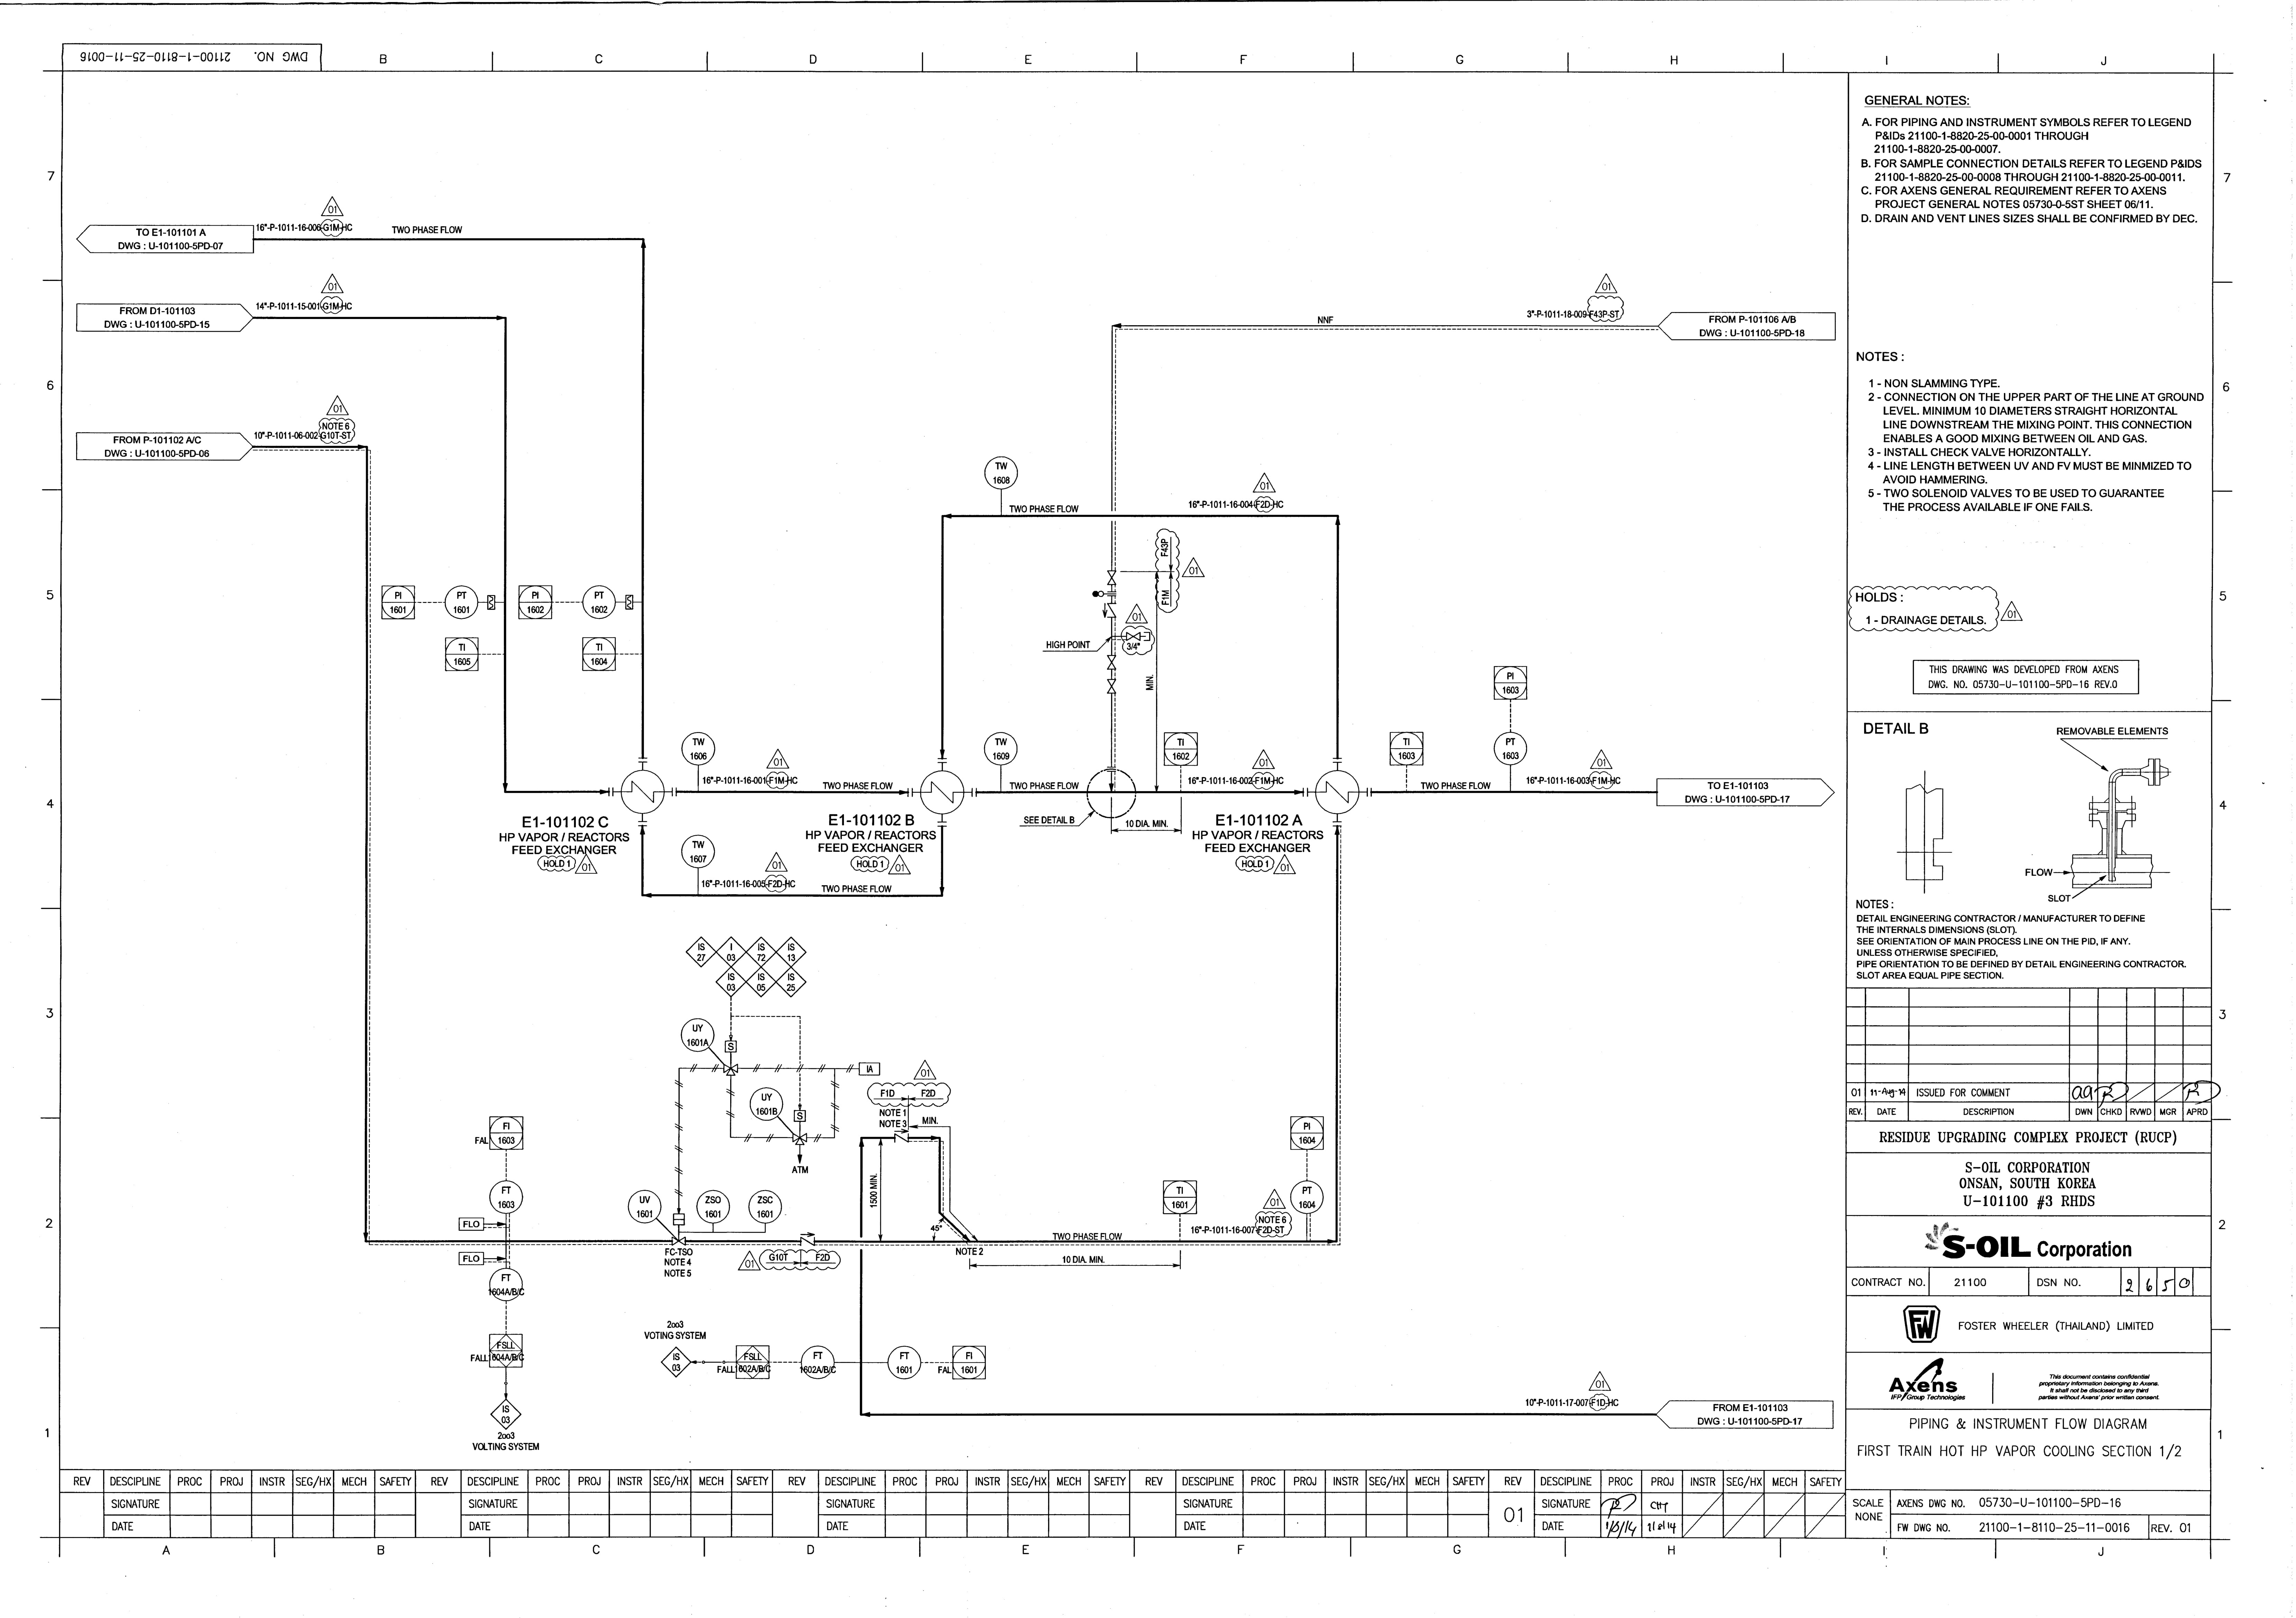 DWG NO. 21100-1-8110-25-11-0016
B
C
D
E
F
G
H
I
J
7
6
5
4
3
2
1
TO E1-101101 A
DWG : U-101100-5PD-07
16"-P-1011-16-006-G1M-HC
01
TWO PHASE FLOW
FROM D1-101103
DWG : U-101100-5PD-15
14"-P-1011-15-001-G1M-HC
01
FROM P-101102 A/C
DWG : U-101100-5PD-06
10"-P-1011-06-002-G10T-ST
NOTE 6
01
NNF
3"-P-1011-18-009-F43P-ST
01
FROM P-101106 A/B
DWG : U-101100-5PD-18
TW
1608
TWO PHASE FLOW
16"-P-1011-16-004-F2D-HC
01
F43P
F1M
01
PI
1601
PT
1601
PI
1602
PT
1602
TI
1605
TI
1604
HIGH POINT
01
3/4"
MIN.
PI
1603
TW
1606
16"-P-1011-16-001-F1M-HC
01
TWO PHASE FLOW
TW
1609
TWO PHASE FLOW
TI
1602
16"-P-1011-16-002-F1M-HC
01
TI
1603
TWO PHASE FLOW
PT
1603
16"-P-1011-16-003-F1M-HC
01
TO E1-101103
DWG : U-101100-5PD-17
SEE DETAIL B
10 DIA. MIN.
E1-101102 C
HP VAPOR / REACTORS
FEED EXCHANGER
HOLD 1
01
E1-101102 B
HP VAPOR / REACTORS
FEED EXCHANGER
HOLD 1
01
E1-101102 A
HP VAPOR / REACTORS
FEED EXCHANGER
HOLD 1
01
TW
1607
16"-P-1011-16-005-F2D-HC
01
TWO PHASE FLOW
IS
27
I
03
IS
72
IS
13
IS
03
IS
05
IS
25
UY
1601A
S
IA
UY
1601B
S
ATM
F1D
F2D
01
NOTE 1
NOTE 3
MIN.
1500 MIN.
45°
NOTE 2
FI
1603
FAL
FT
1603
FLO
FLO
FT
1604A/B/C
FSLL
1604A/B/C
FALL
IS
03
2oo3
VOLTING SYSTEM
UV
1601
ZSO
1601
ZSC
1601
FC-TSO
NOTE 4
NOTE 5
01
G10T
F2D
TWO PHASE FLOW
10 DIA. MIN.
TI
1601
16"-P-1011-16-007-F2D-ST
NOTE 6
01
PI
1604
PT
1604
2oo3
VOTING SYSTEM
IS
03
FSLL
1602A/B/C
FALL
FT
1602A/B/C
FT
1601
FI
1601
FAL
10"-P-1011-17-007-F1D-HC
01
FROM E1-101103
DWG : U-101100-5PD-17
GENERAL NOTES:
A. FOR PIPING AND INSTRUMENT SYMBOLS REFER TO LEGEND
P&IDs 21100-1-8820-25-00-0001 THROUGH
21100-1-8820-25-00-0007.
B. FOR SAMPLE CONNECTION DETAILS REFER TO LEGEND P&IDS
21100-1-8820-25-00-0008 THROUGH 21100-1-8820-25-00-0011.
C. FOR AXENS GENERAL REQUIREMENT REFER TO AXENS
PROJECT GENERAL NOTES 05730-0-5ST SHEET 06/11.
D. DRAIN AND VENT LINES SIZES SHALL BE CONFIRMED BY DEC.
NOTES :
1 - NON SLAMMING TYPE.
2 - CONNECTION ON THE UPPER PART OF THE LINE AT GROUND
LEVEL. MINIMUM 10 DIAMETERS STRAIGHT HORIZONTAL
LINE DOWNSTREAM THE MIXING POINT. THIS CONNECTION
ENABLES A GOOD MIXING BETWEEN OIL AND GAS.
3 - INSTALL CHECK VALVE HORIZONTALLY.
4 - LINE LENGTH BETWEEN UV AND FV MUST BE MINMIZED TO
AVOID HAMMERING.
5 - TWO SOLENOID VALVES TO BE USED TO GUARANTEE
THE PROCESS AVAILABLE IF ONE FAILS.
HOLDS :
1 - DRAINAGE DETAILS.
01
THIS DRAWING WAS DEVELOPED FROM AXENS
DWG. NO. 05730-U-101100-5PD-16 REV.0
DETAIL B
REMOVABLE ELEMENTS
FLOW
SLOT
NOTES :
DETAIL ENGINEERING CONTRACTOR / MANUFACTURER TO DEFINE
THE INTERNALS DIMENSIONS (SLOT).
SEE ORIENTATION OF MAIN PROCESS LINE ON THE PID, IF ANY.
UNLESS OTHERWISE SPECIFIED,
PIPE ORIENTATION TO BE DEFINED BY DETAIL ENGINEERING CONTRACTOR.
SLOT AREA EQUAL PIPE SECTION.
01 11-Aug-14 ISSUED FOR COMMENT
REV. DATE DESCRIPTION DWN CHKD RVWD MGR APRD
RESIDUE UPGRADING COMPLEX PROJECT (RUCP)
S-OIL CORPORATION
ONSAN, SOUTH KOREA
U-101100 #3 RHDS
S-OIL Corporation
CONTRACT NO. 21100 DSN NO. 2650
FW FOSTER WHEELER (THAILAND) LIMITED
Axens
IFP Group Technologies
This document contains confidential
proprietary information belonging to Axens.
It shall not be disclosed to any third
parties without Axens' prior written consent.
PIPING & INSTRUMENT FLOW DIAGRAM
FIRST TRAIN HOT HP VAPOR COOLING SECTION 1/2
SCALE NONE
AXENS DWG NO. 05730-U-101100-5PD-16
FW DWG NO. 21100-1-8110-25-11-0016 REV. 01
REV DESCIPLINE PROC PROJ INSTR SEG/HX MECH SAFETY REV DESCIPLINE PROC PROJ INSTR SEG/HX MECH SAFETY REV DESCIPLINE PROC PROJ INSTR SEG/HX MECH SAFETY REV DESCIPLINE PROC PROJ INSTR SEG/HX MECH SAFETY REV DESCIPLINE PROC PROJ INSTR SEG/HX MECH SAFETY
SIGNATURE SIGNATURE SIGNATURE SIGNATURE 01 SIGNATURE CHT
DATE DATE DATE DATE DATE
A
B
C
D
E
F
G
H
I
J